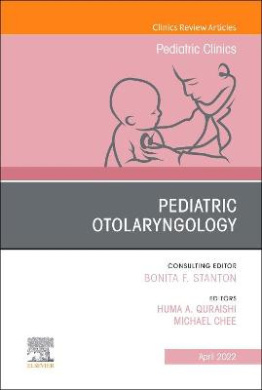 Clinics Review Articles
Pediatric Clinics
PEDIATRIC
OTOLARYNGOLOGY
CONSULTING EDITOR
BONITA F. STANTON
EDITORS
HUMA A. QURAISHI
MICHAEL CHEE
ELSEVIER
April 2022